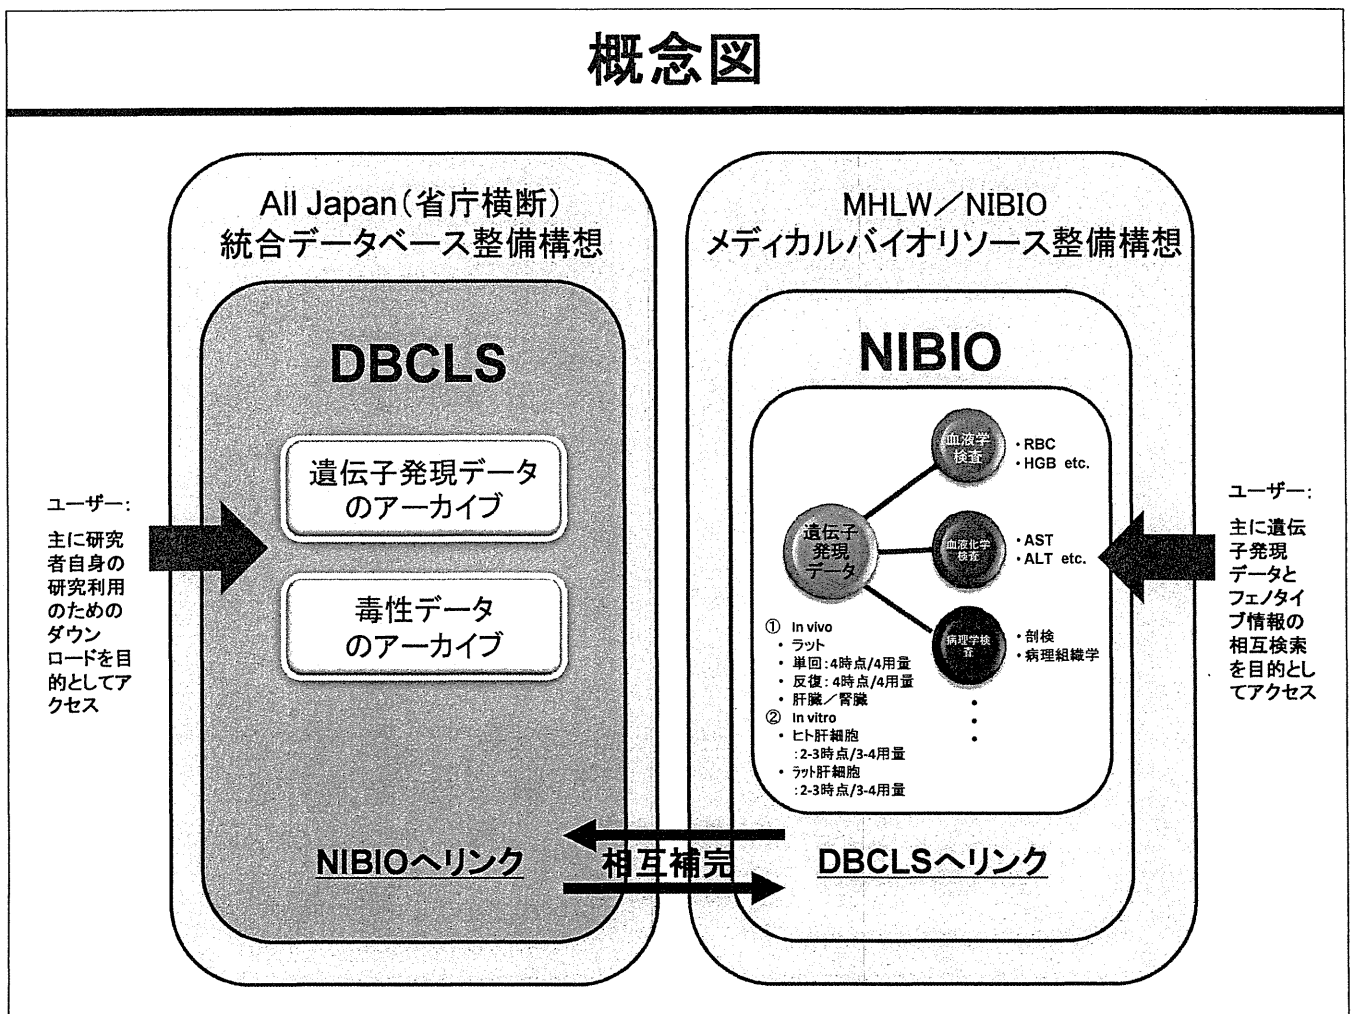 概念図
All Japan（省庁横断）
統合データベース整備構想
DBCLS
遺伝子発現データ
のアーカイブ
毒性データ
のアーカイブ
NIBIOへリンク
ユーザー：
主に研究
者自身の
研究利用
のための
ダウン
ロードを目
的としてア
クセス
相互補完
MHLW／NIBIO
メディカルバイオリソース整備構想
NIBIO
血液学
検査
・RBC
・HGB etc.
遺伝子
発現
データ
血液化学
検査
・AST
・ALT etc.
病理学検
査
・剖検
・病理組織学
・
・
・
① In vivo
・ラット
・単回：4時点/4用量
・反復：4時点/4用量
・肝臓／腎臓
② In vitro
・ヒト肝細胞
：2-3時点/3-4用量
・ラット肝細胞
：2-3時点/3-4用量
DBCLSへリンク
ユーザー：
主に遺伝
子発現
データと
フェノタイ
プ情報の
相互検索
を目的とし
てアクセス